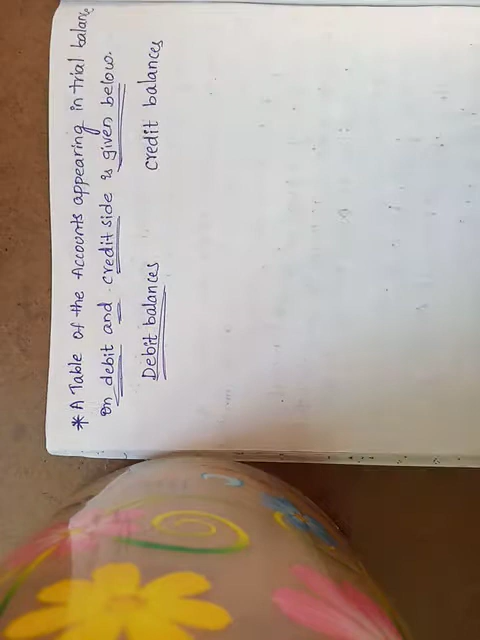 * A Table of the Accounts appearing in trial balance
on debit and credit side is given below.
Debit balances credit balances